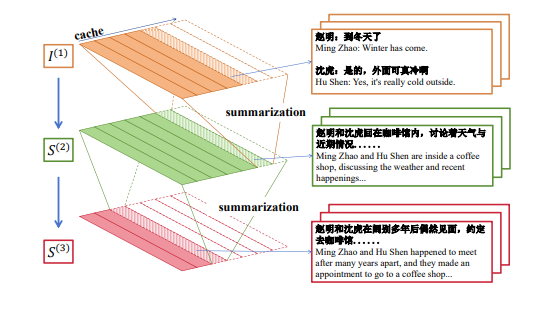 cache
I(1)
赵明：到冬天了
Ming Zhao: Winter has come.
沈虎：是的，外面可真冷啊
Hu Shen: Yes, it's really cold outside.
summarization
S(2)
赵明和沈虎回在咖啡馆内，讨论着天气与
近期情况......
Ming Zhao and Hu Shen are inside a coffee
shop, discussing the weather and recent
happenings...
summarization
S(3)
赵明和沈虎在阔别多年后偶然见面，约定
去咖啡馆......
Ming Zhao and Hu Shen happened to meet
after many years apart, and they made an
appointment to go to a coffee shop...